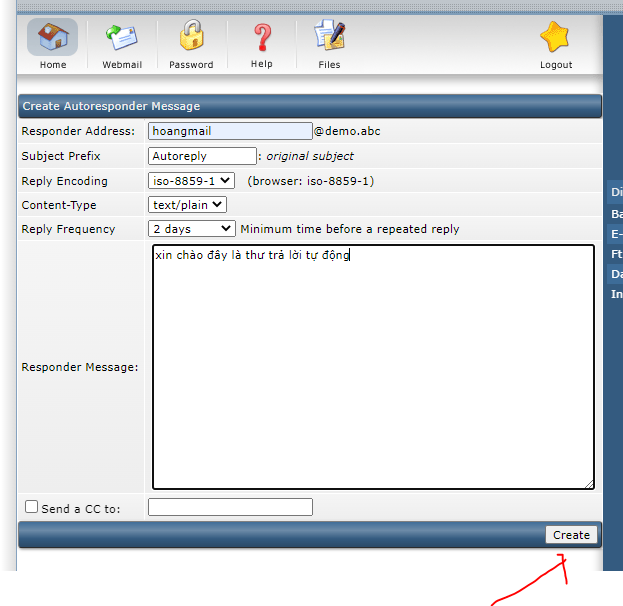 Home Webmail Password Help Files Logout
Create Autoresponder Message
Responder Address: hoangmail@demo.abc
Subject Prefix Autoreply : original subject
Reply Encoding iso-8859-1 (browser: iso-8859-1)
Content-Type text/plain
Reply Frequency 2 days Minimum time before a repeated reply
Responder Message: xin chào đây là thư trả lời tự động
Send a CC to:
Create
Di
Ba
E-
Ft
Da
In